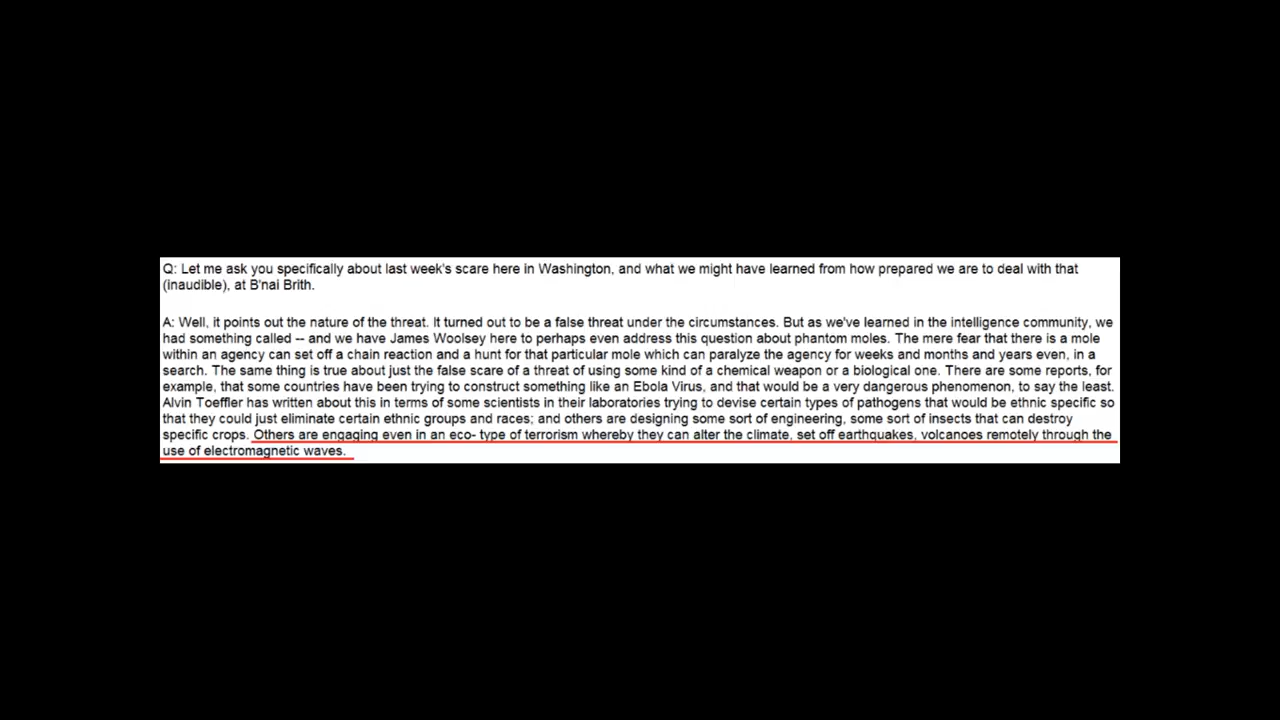 Q: Let me ask you specifically about last week's scare here in Washington, and what we might have learned from how prepared we are to deal with that
(inaudible), at B'nai Brith.
A: Well, it points out the nature of the threat. It turned out to be a false threat under the circumstances. But as we've learned in the intelligence community, we
had something called -- and we have James Woolsey here to perhaps even address this question about phantom moles. The mere fear that there is a mole
within an agency can set off a chain reaction and a hunt for that particular mole which can paralyze the agency for weeks and months and years even, in a
search. The same thing is true about just the false scare of a threat of using some kind of a chemical weapon or a biological one. There are some reports, for
example, that some countries have been trying to construct something like an Ebola Virus, and that would be a very dangerous phenomenon, to say the least.
Alvin Toeffler has written about this in terms of some scientists in their laboratories trying to devise certain types of pathogens that would be ethnic specific so
that they could just eliminate certain ethnic groups and races; and others are designing some sort of engineering, some sort of insects that can destroy
specific crops. Others are engaging even in an eco- type of terrorism whereby they can alter the climate, set off earthquakes, volcanoes remotely through the
use of electromagnetic waves.